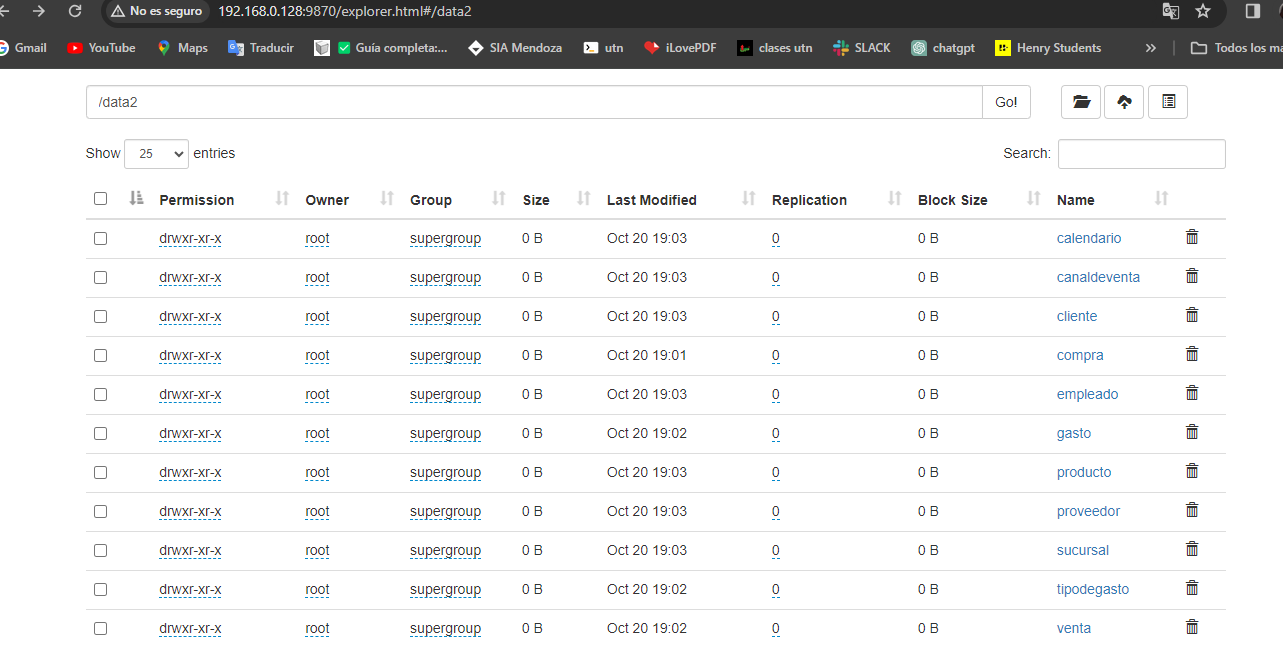 No es seguro 192.168.0.128:9870/explorer.html#/data2
Gmail YouTube Maps Traducir Guía completa:... SIA Mendoza utn iLovePDF clases utn SLACK chatgpt Henry Students » Todos los ma
/data2 Go!
Show 25 entries Search:
Permission Owner Group Size Last Modified Replication Block Size Name
drwxr-xr-x root supergroup 0 B Oct 20 19:03 0 0 B calendario
drwxr-xr-x root supergroup 0 B Oct 20 19:03 0 0 B canaldeventa
drwxr-xr-x root supergroup 0 B Oct 20 19:03 0 0 B cliente
drwxr-xr-x root supergroup 0 B Oct 20 19:01 0 0 B compra
drwxr-xr-x root supergroup 0 B Oct 20 19:03 0 0 B empleado
drwxr-xr-x root supergroup 0 B Oct 20 19:02 0 0 B gasto
drwxr-xr-x root supergroup 0 B Oct 20 19:03 0 0 B producto
drwxr-xr-x root supergroup 0 B Oct 20 19:03 0 0 B proveedor
drwxr-xr-x root supergroup 0 B Oct 20 19:03 0 0 B sucursal
drwxr-xr-x root supergroup 0 B Oct 20 19:02 0 0 B tipodegasto
drwxr-xr-x root supergroup 0 B Oct 20 19:02 0 0 B venta